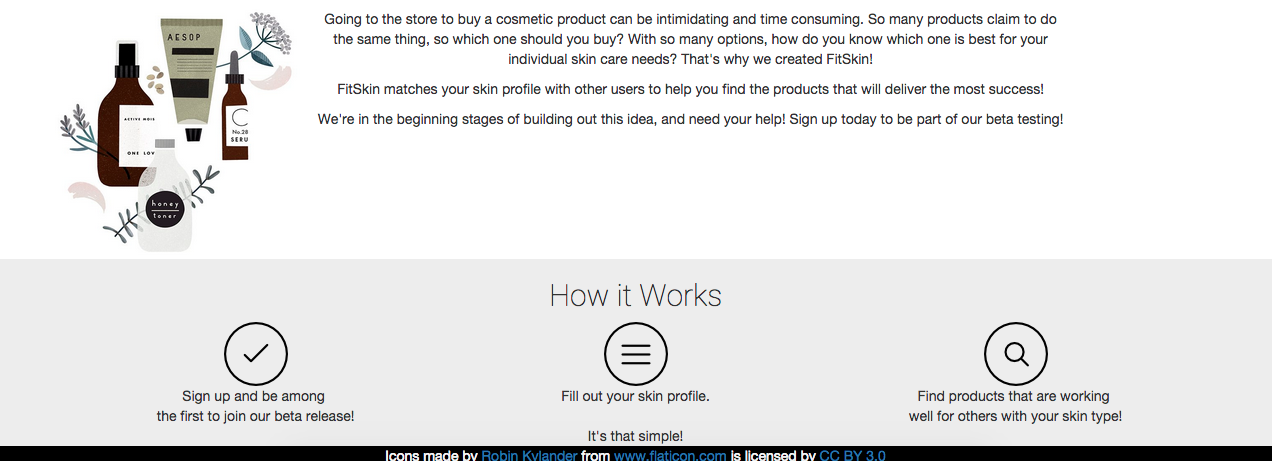 AESOP
Going to the store to buy a cosmetic product can be intimidating and time consuming. So many products claim to do
the same thing, so which one should you buy? With so many options, how do you know which one is best for your
individual skin care needs? That's why we created FitSkin!
FitSkin matches your skin profile with other users to help you find the products that will deliver the most success!
We're in the beginning stages of building out this idea, and need your help! Sign up today to be part of our beta testing!
ACTIVE MOIS
ONE LOV
C
No.28
SERU
honey
toner
How it Works
Sign up and be among
the first to join our beta release!
Fill out your skin profile.
It's that simple!
Find products that are working
well for others with your skin type!
Icons made by Robin Kylander from www.flaticon.com is licensed by CC BY 3.0